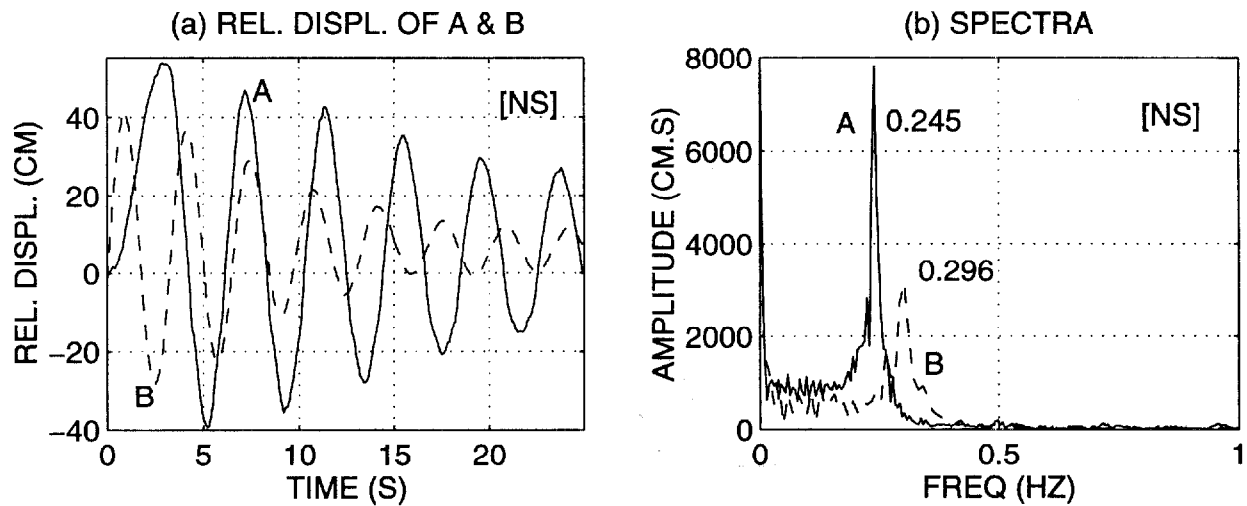 (a) REL. DISPL. OF A & B
REL. DISPL. (CM)
40
20
0
−20
−40
A
B
[NS]
0
5
10
15
20
TIME (S)
(b) SPECTRA
AMPLITUDE (CM.S)
8000
6000
4000
2000
0
A
0.245
[NS]
0.296
B
0
0.5
1
FREQ (HZ)